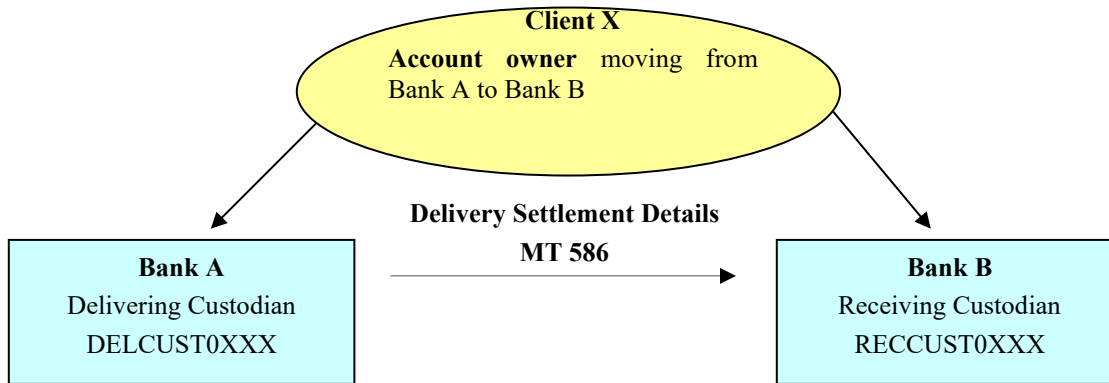 Client X
Account owner moving from
Bank A to Bank B
Delivery Settlement Details
MT 586
Bank A
Delivering Custodian
DELCUST0XXX
Bank B
Receiving Custodian
RECCUST0XXX